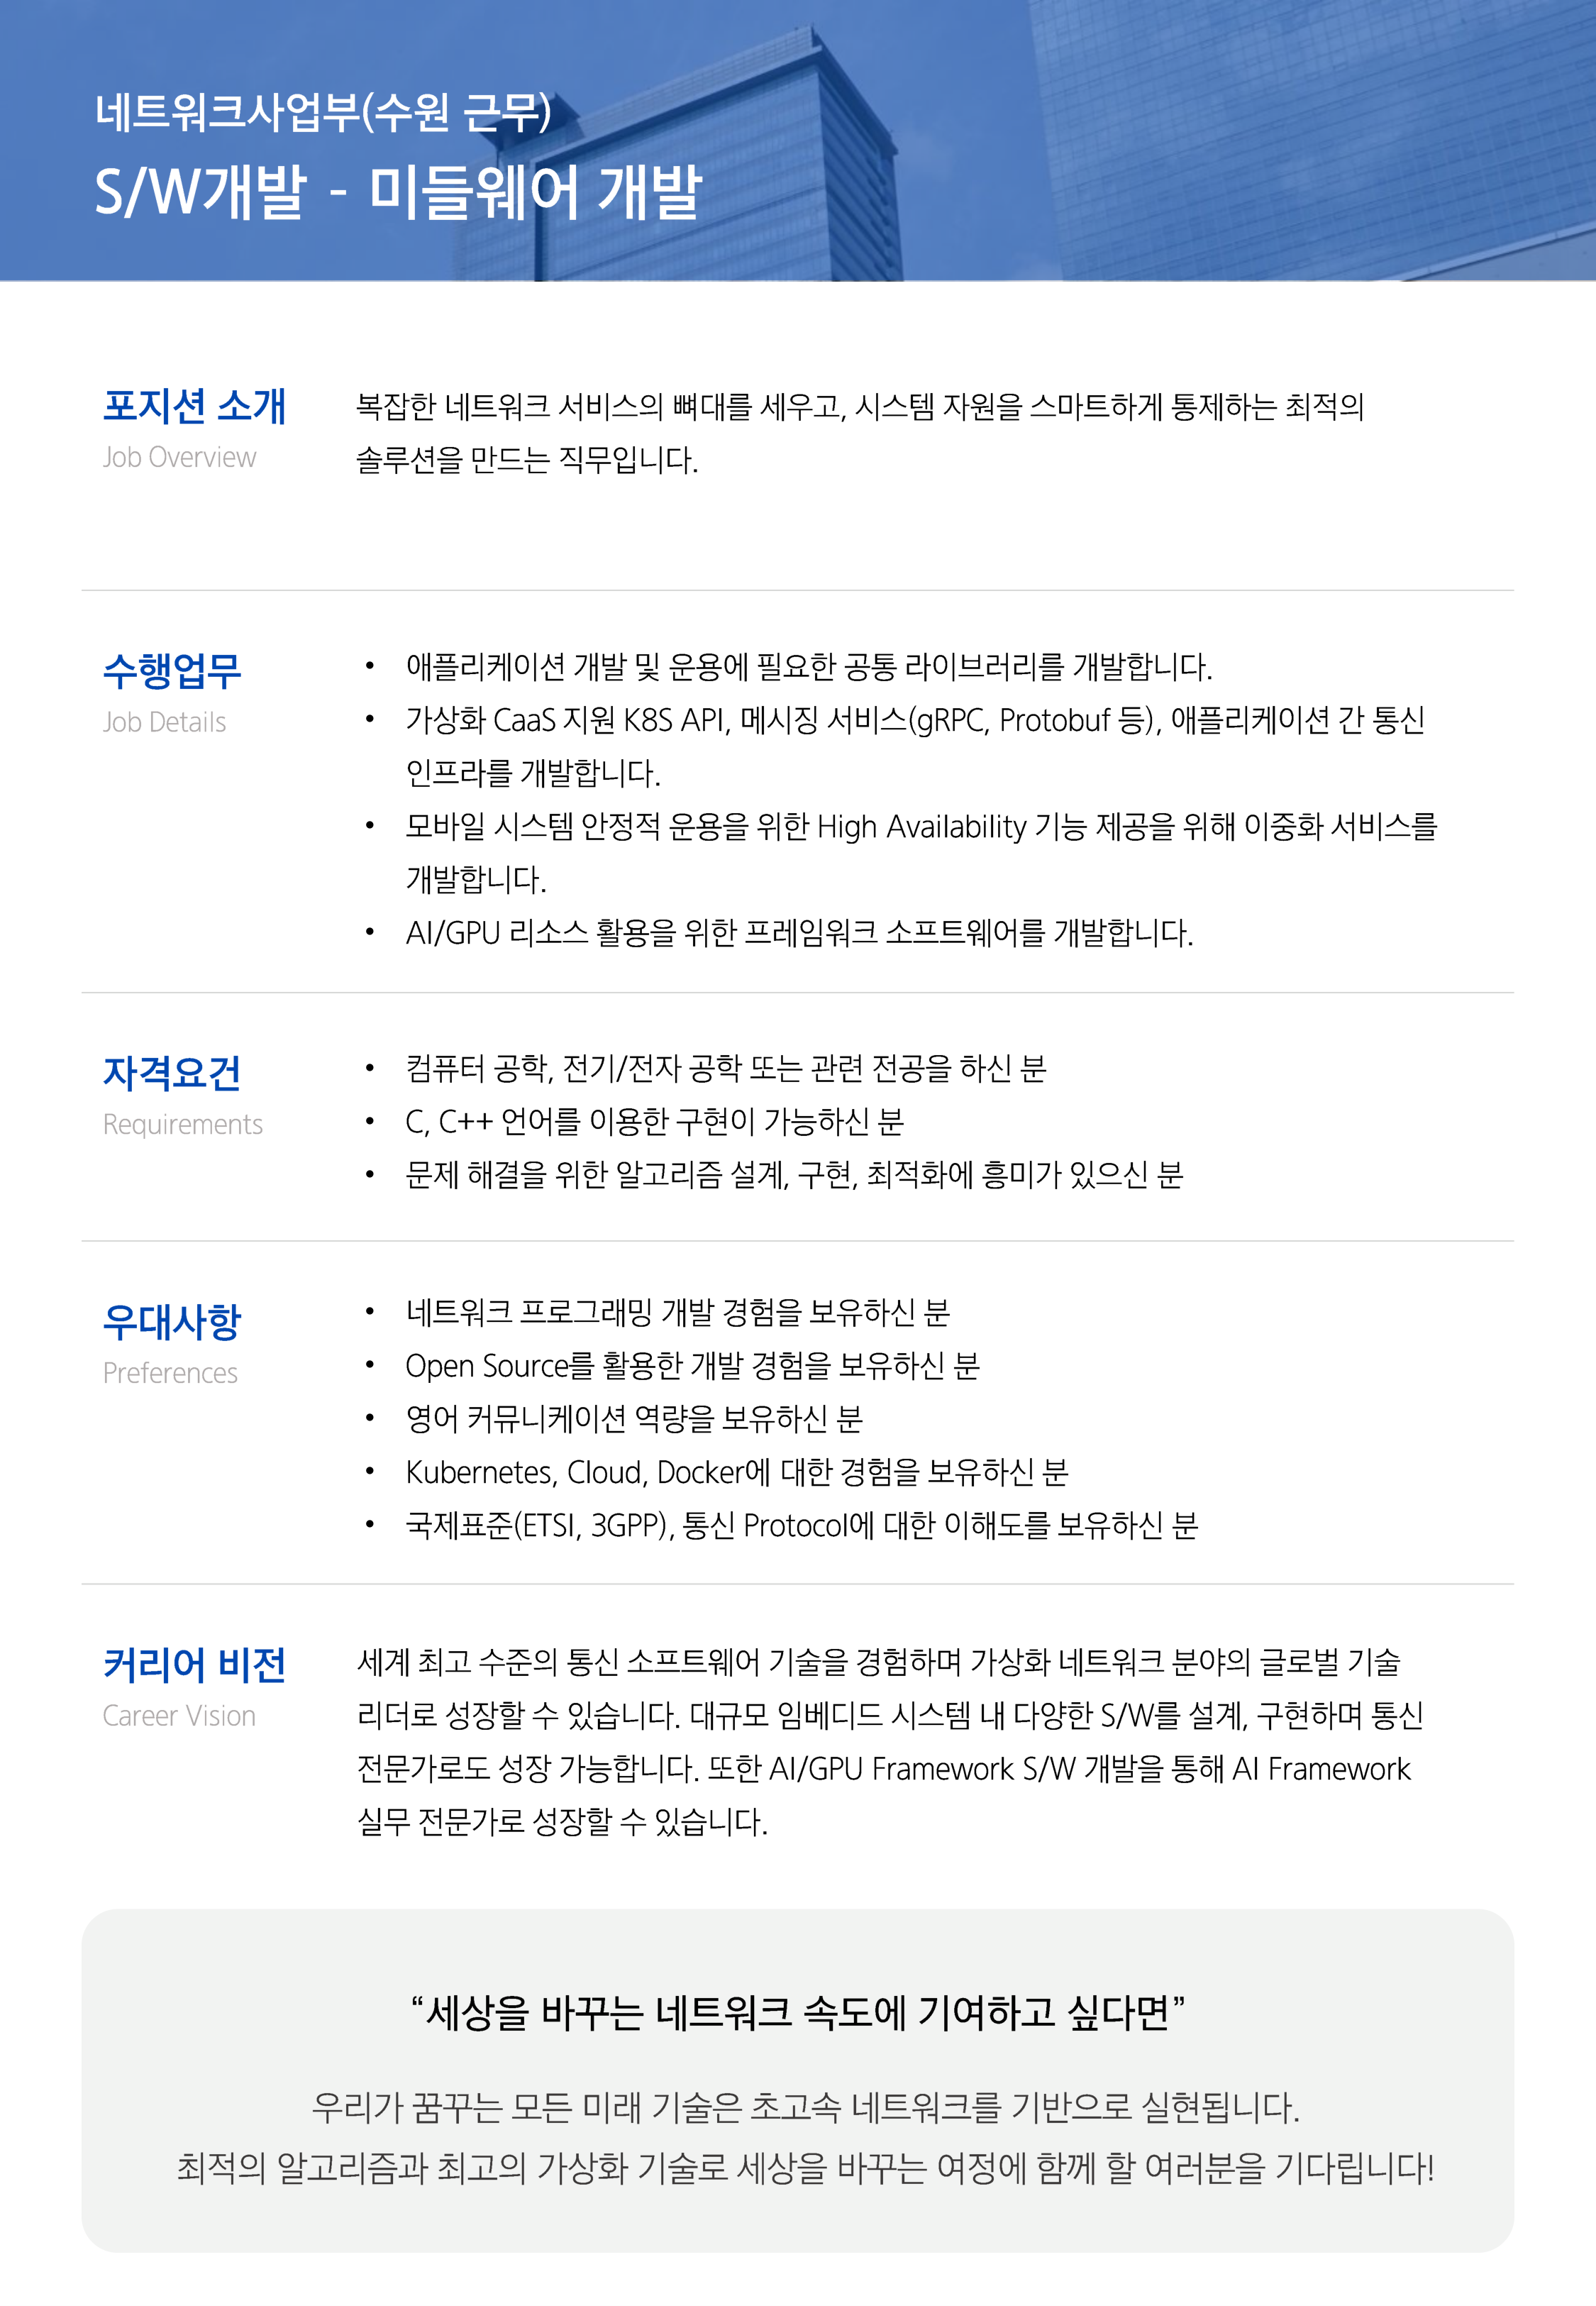 네트워크사업부(수원 근무)
S/W개발 - 미들웨어 개발
포지션 소개
Job Overview
복잡한 네트워크 서비스의 뼈대를 세우고, 시스템 자원을 스마트하게 통제하는 최적의
솔루션을 만드는 직무입니다.
수행업무
Job Details
• 애플리케이션 개발 및 운용에 필요한 공통 라이브러리를 개발합니다.
• 가상화 CaaS 지원 K8S API, 메시징 서비스(gRPC, Protobuf 등), 애플리케이션 간 통신
인프라를 개발합니다.
• 모바일 시스템 안정적 운용을 위한 High Availability 기능 제공을 위해 이중화 서비스를
개발합니다.
• AI/GPU 리소스 활용을 위한 프레임워크 소프트웨어를 개발합니다.
자격요건
Requirements
• 컴퓨터 공학, 전기/전자 공학 또는 관련 전공을 하신 분
• C, C++ 언어를 이용한 구현이 가능하신 분
• 문제 해결을 위한 알고리즘 설계, 구현, 최적화에 흥미가 있으신 분
우대사항
Preferences
• 네트워크 프로그래밍 개발 경험을 보유하신 분
• Open Source를 활용한 개발 경험을 보유하신 분
• 영어 커뮤니케이션 역량을 보유하신 분
• Kubernetes, Cloud, Docker에 대한 경험을 보유하신 분
• 국제표준(ETSI, 3GPP), 통신 Protocol에 대한 이해도를 보유하신 분
커리어 비전
Career Vision
세계 최고 수준의 통신 소프트웨어 기술을 경험하며 가상화 네트워크 분야의 글로벌 기술
리더로 성장할 수 있습니다. 대규모 임베디드 시스템 내 다양한 S/W를 설계, 구현하며 통신
전문가로도 성장 가능합니다. 또한 AI/GPU Framework S/W 개발을 통해 AI Framework
실무 전문가로 성장할 수 있습니다.
“세상을 바꾸는 네트워크 속도에 기여하고 싶다면”
우리가 꿈꾸는 모든 미래 기술은 초고속 네트워크를 기반으로 실현됩니다.
최적의 알고리즘과 최고의 가상화 기술로 세상을 바꾸는 여정에 함께 할 여러분을 기다립니다!